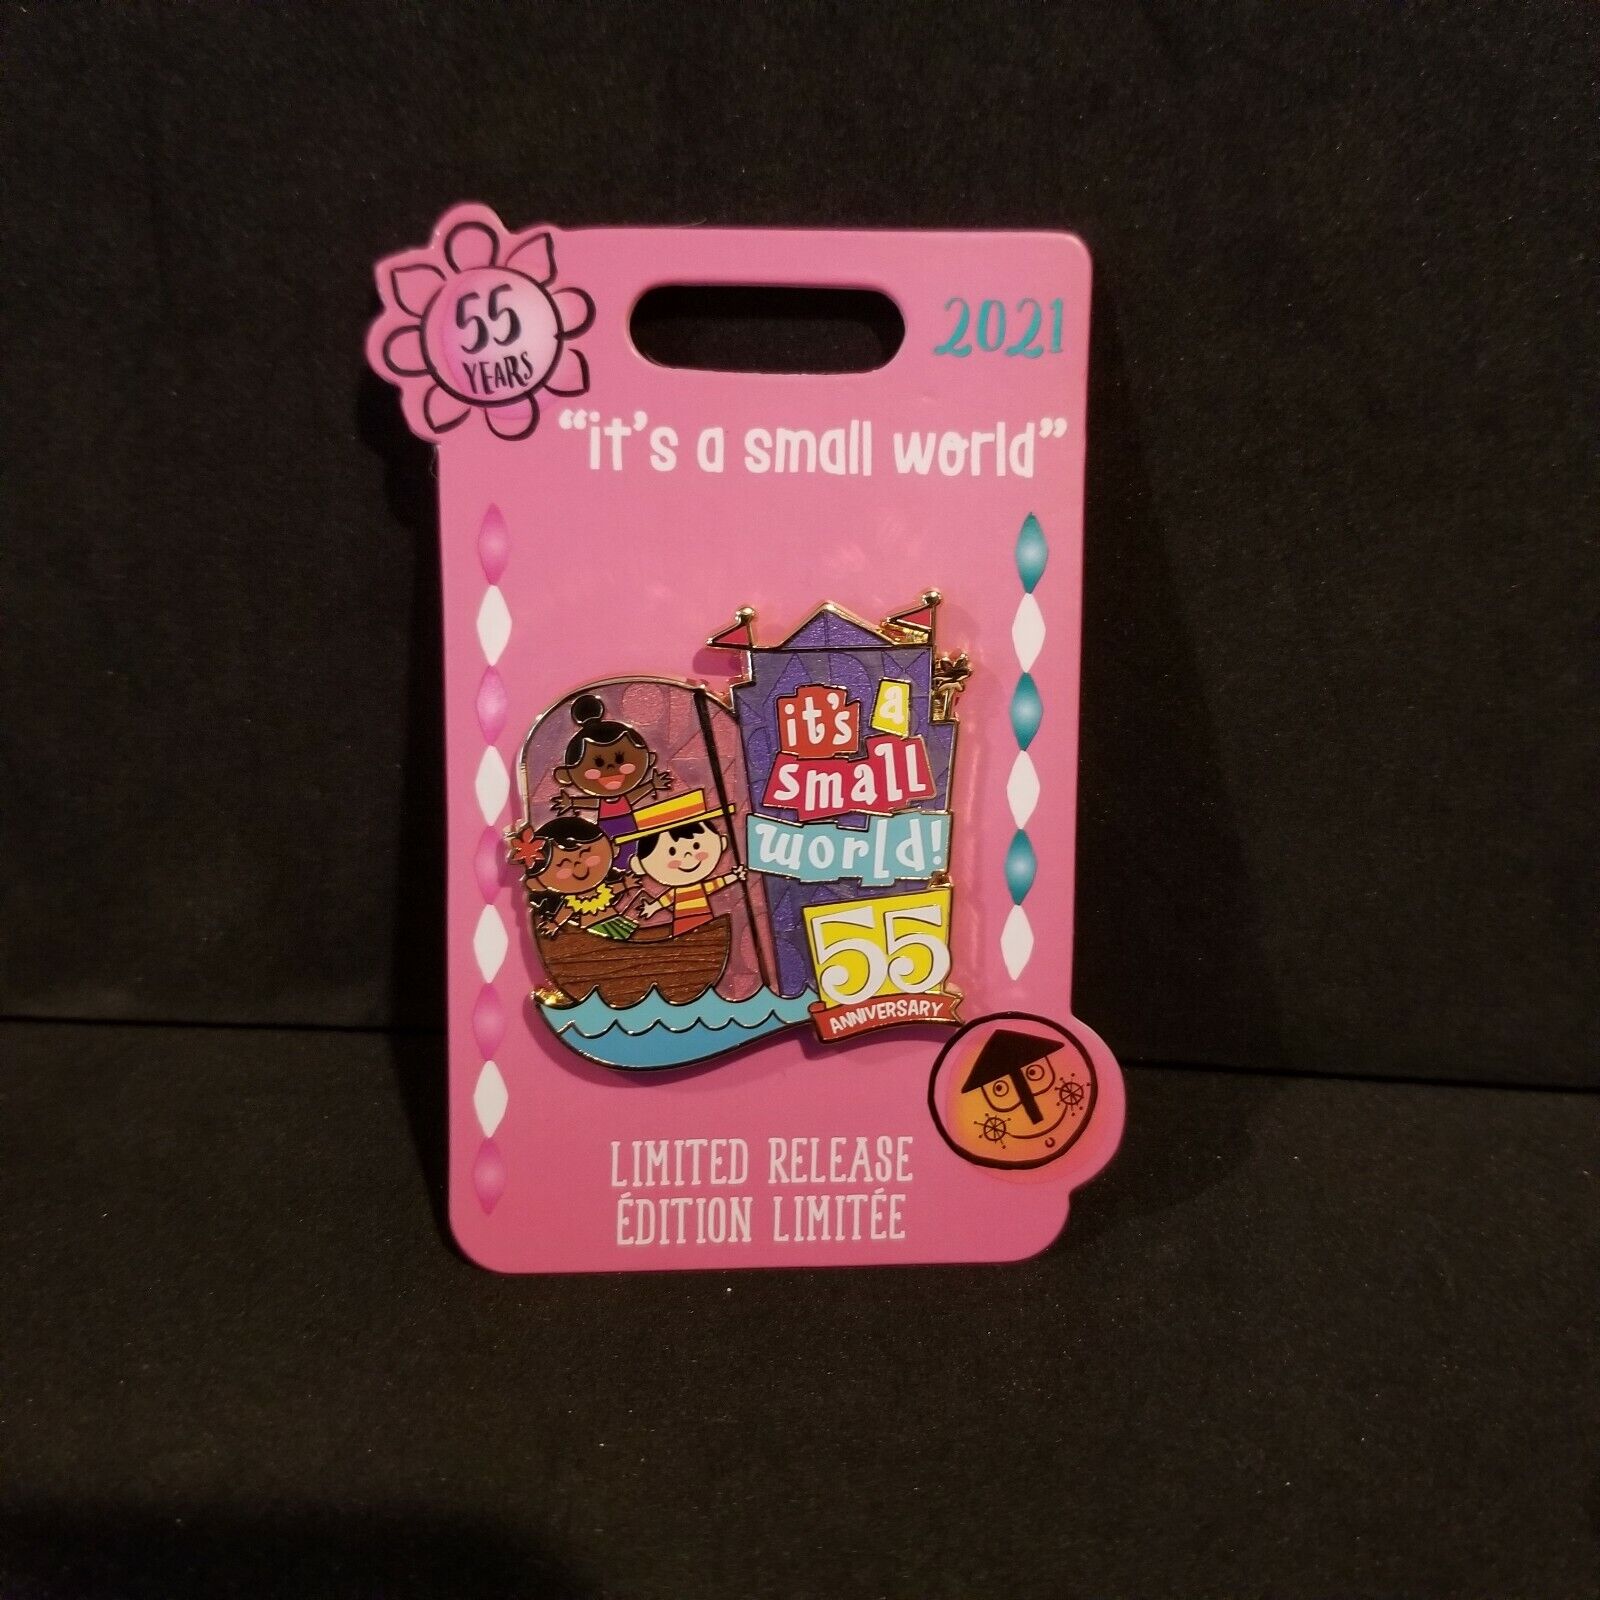 55
YEARS
2021
“it’s a small world”
it's a
small
world!
55
ANNIVERSARY
LIMITED RELEASE
ÉDITION LIMITÉE